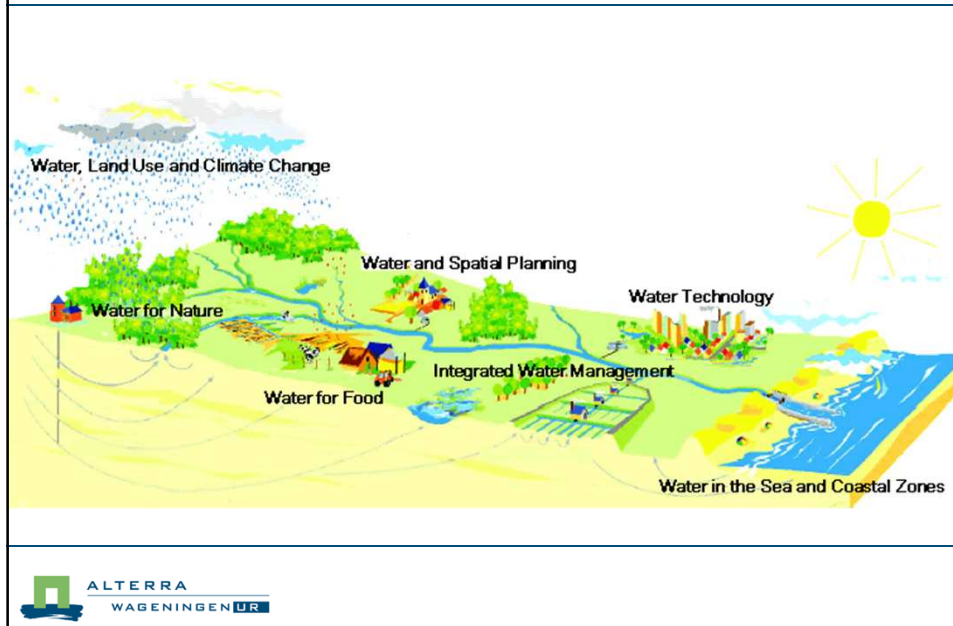 Water, Land Use and Climate Change
Water and Spatial Planning
Water Technology
Water for Nature
Integrated Water Management
Water for Food
Water in the Sea and Coastal Zones
ALTERRA
WAGENINGEN UR